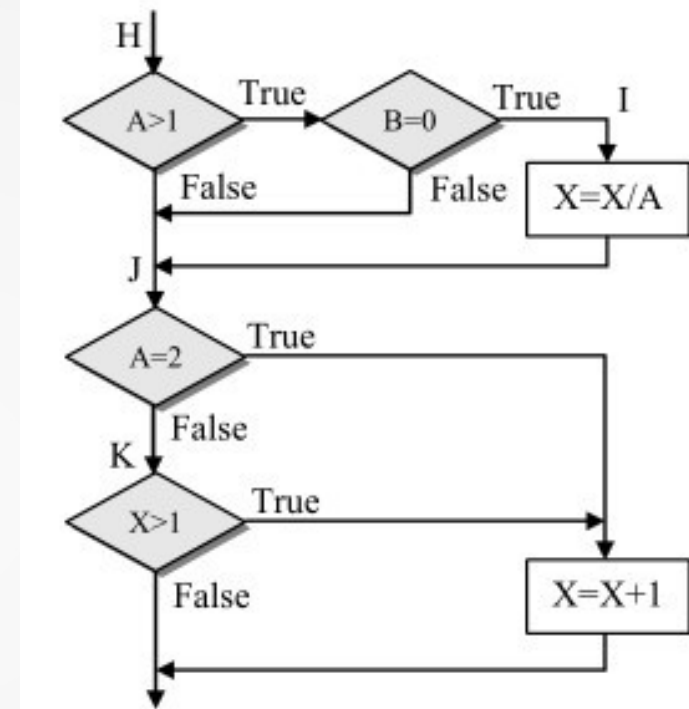 H
A>1
True
B=0
True
I
False
False
X=X/A
J
A=2
True
False
K
X>1
True
False
X=X+1